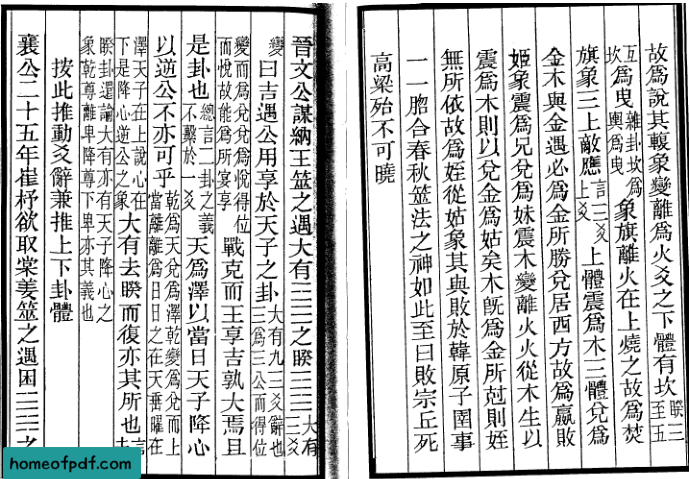 故爲說其輹象變離爲火爻之下體有坎睽三至五
互坎爲曳雜卦坎爲輿爲曳象旗離火在上燒之故爲焚
旗象三上敵應言三爻上爻上體震爲木三體兌爲
金木與金遇必爲金所勝兌居西方故爲嬴敗
姬象震爲兄兌爲妹震木變離火火從木生以
震爲木則以兌金爲姑矣木旣爲金所尅則姪
無所依故爲姪從姑象其與敗於韓原子圉事
一一脗合春秋筮法之神如此至曰敗宗丘死
高梁殆不可曉
晉文公謀納王筮之遇大有䷍之睽䷥大有三爻
變曰吉遇公用享於天子之卦大有九三爻辭也三爲三公而得位
變而爲兌兌爲悅得位而悅故能爲所宴享戰克而王享吉孰大焉且
是卦也總言二卦之義不繫於一爻天爲澤以當日天子降心
以逆公不亦可乎乾爲天兌爲澤乾變爲兌而上當離離爲日日之在天垂曜在
澤天子在上說心在下是降心逆公之象大有去睽而復亦其所也言去
睽卦還論大有亦有天子降心之象乾尊離卑降尊下卑亦其義也
按此推動爻辭兼推上下卦體
襄公二十五年崔杼欲取棠姜筮之遇困䷮之
homeofpdf.com